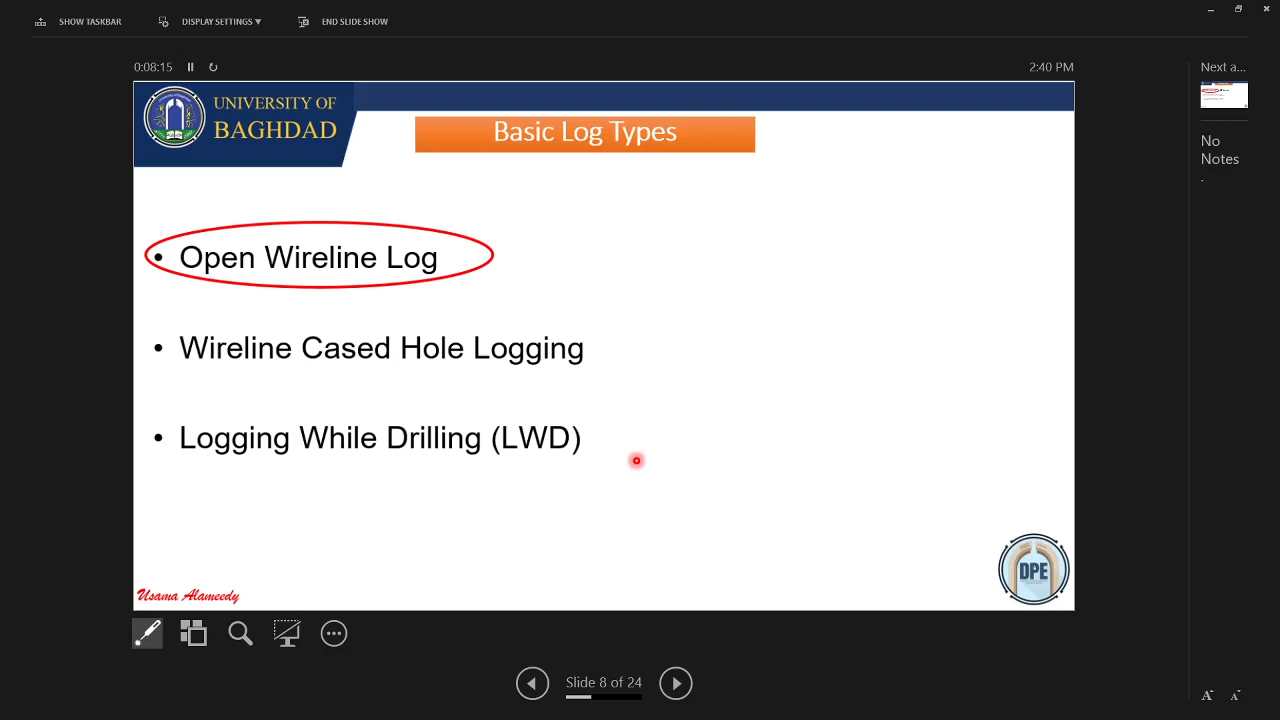 SHOW TASKBAR DISPLAY SETTINGS ▼ END SLIDE SHOW
0:08:15 2:40 PM Next a...
UNIVERSITY OF
BAGHDAD
Basic Log Types
No
Notes
.
• Open Wireline Log
• Wireline Cased Hole Logging
• Logging While Drilling (LWD)
DPE
Usama Alameedy
Slide 8 of 24
A A